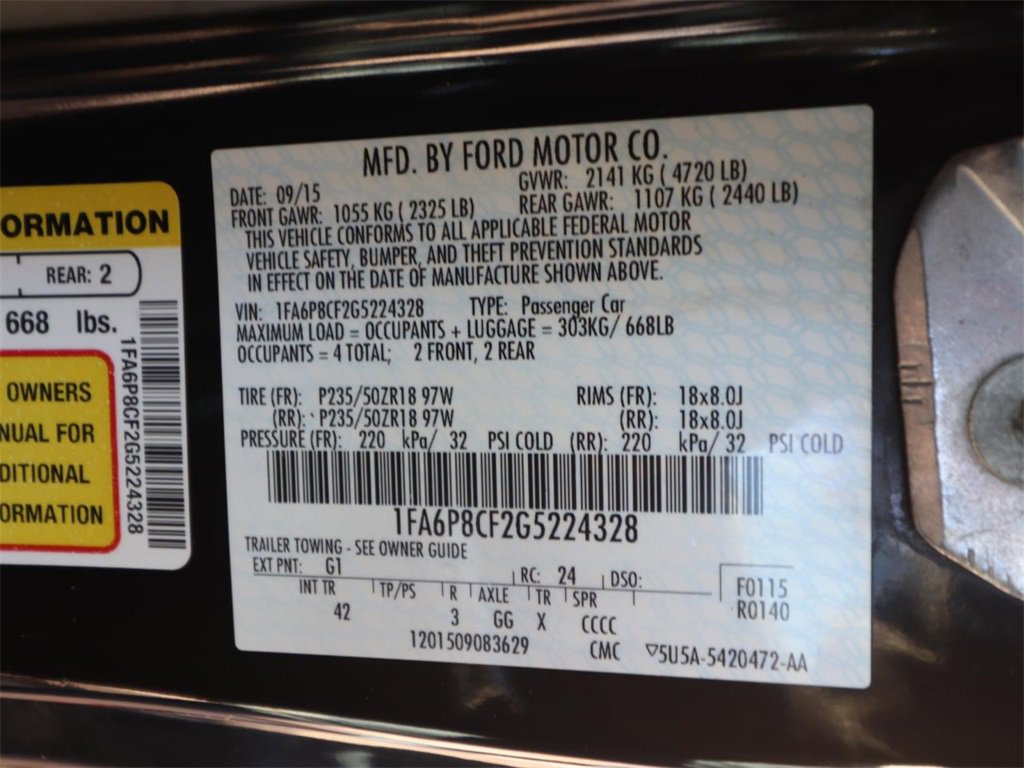 ORMATION
REAR: 2
668 lbs.
OWNERS
NUAL FOR
DITIONAL
ORMATION
1FA6P8CF2G5224328
MFD. BY FORD MOTOR CO.
DATE: 09/15 GVWR: 2141 KG ( 4720 LB)
FRONT GAWR: 1055 KG ( 2325 LB) REAR GAWR: 1107 KG ( 2440 LB)
THIS VEHICLE CONFORMS TO ALL APPLICABLE FEDERAL MOTOR
VEHICLE SAFETY, BUMPER, AND THEFT PREVENTION STANDARDS
IN EFFECT ON THE DATE OF MANUFACTURE SHOWN ABOVE.
VIN: 1FA6P8CF2G5224328 TYPE: Passenger Car
MAXIMUM LOAD = OCCUPANTS + LUGGAGE = 303KG/ 668LB
OCCUPANTS = 4 TOTAL; 2 FRONT, 2 REAR
TIRE (FR): P235/50ZR18 97W RIMS (FR): 18x8.0J
(RR): P235/50ZR18 97W (RR): 18x8.0J
PRESSURE (FR): 220 kPa/ 32 PSI COLD (RR): 220 kPa/ 32 PSI COLD
1FA6P8CF2G5224328
TRAILER TOWING - SEE OWNER GUIDE
EXT PNT: G1 RC: 24 DSO:
INT TR TP/PS R AXLE TR SPR F0115
42 3 GG X CCCC R0140
1201509083629 CMC 5U5A-5420472-AA